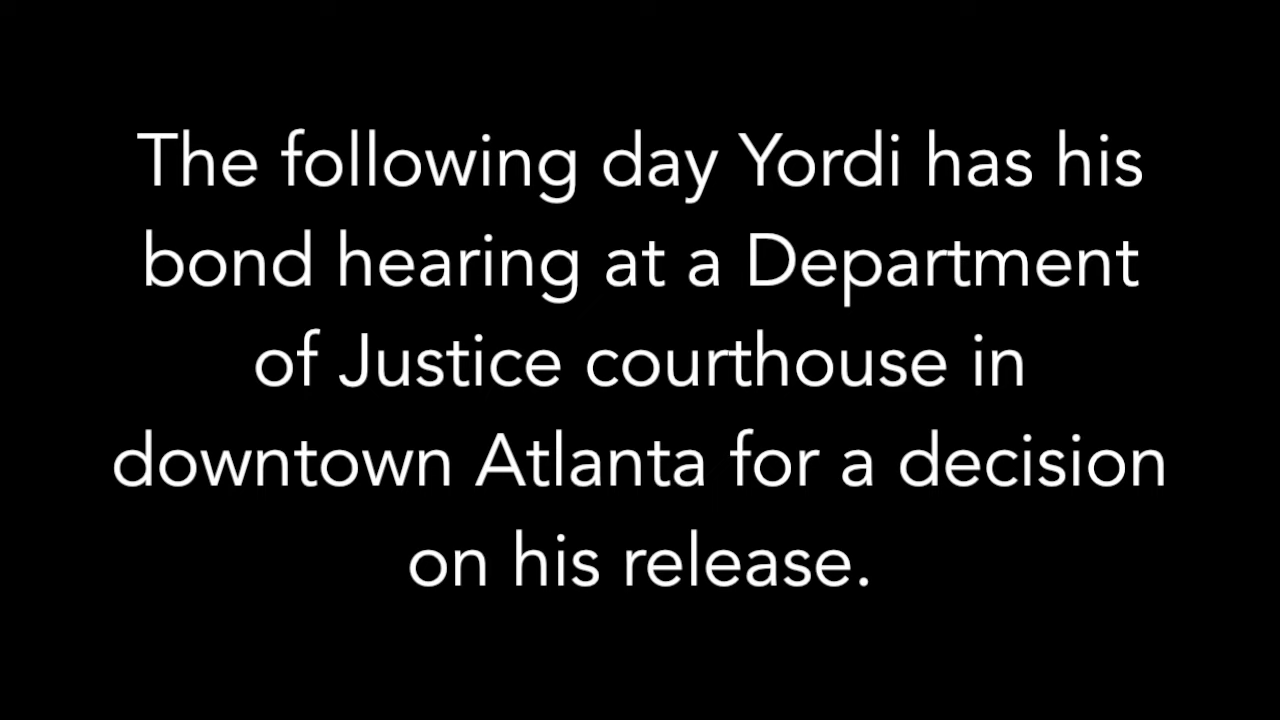 The following day Yordi has his
bond hearing at a Department
of Justice courthouse in
downtown Atlanta for a decision
on his release.